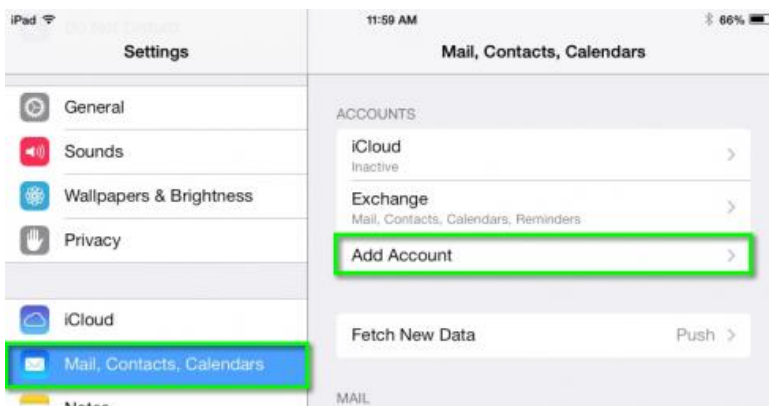 iPad
11:59 AM
66%
Settings
Mail, Contacts, Calendars
General
Sounds
Wallpapers & Brightness
Privacy
iCloud
Mail, Contacts, Calendars
Notes
ACCOUNTS
iCloud
Inactive
Exchange
Mail, Contacts, Calendars, Reminders
Add Account
Fetch New Data Push
MAIL